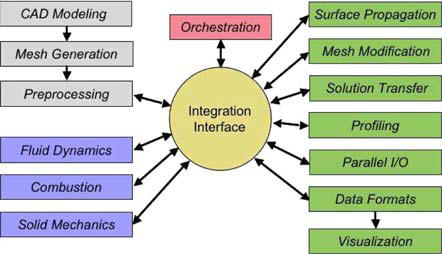 CAD Modeling
Mesh Generation
Preprocessing
Fluid Dynamics
Combustion
Solid Mechanics
Orchestration
Integration
Interface
Surface Propagation
Mesh Modification
Solution Transfer
Profiling
Parallel I/O
Data Formats
Visualization